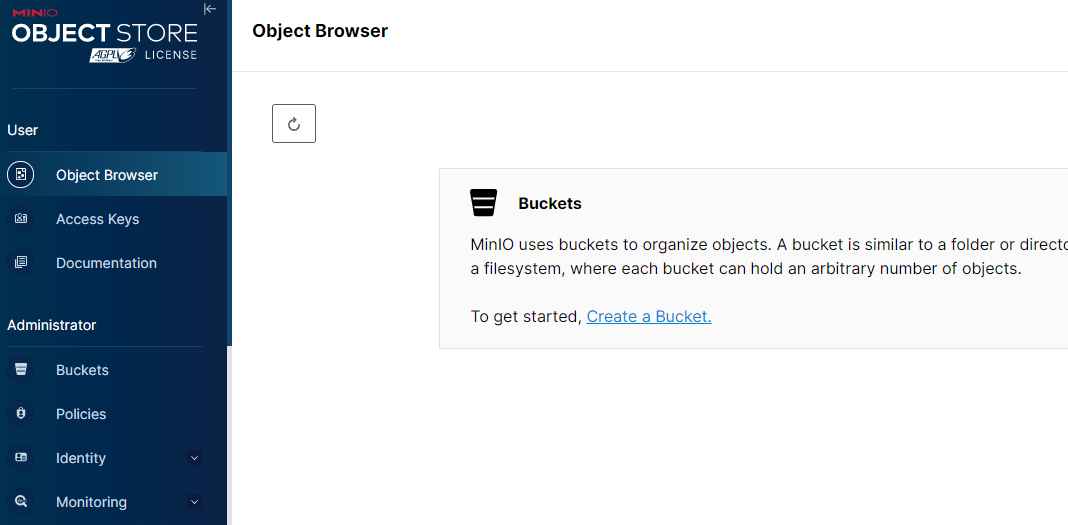 MINIO
OBJECT STORE
AGPLV3 LICENSE
Object Browser
User
Object Browser
Access Keys
Documentation
Administrator
Buckets
Policies
Identity
Monitoring
Buckets
MinIO uses buckets to organize objects. A bucket is similar to a folder or directo
a filesystem, where each bucket can hold an arbitrary number of objects.
To get started, Create a Bucket.